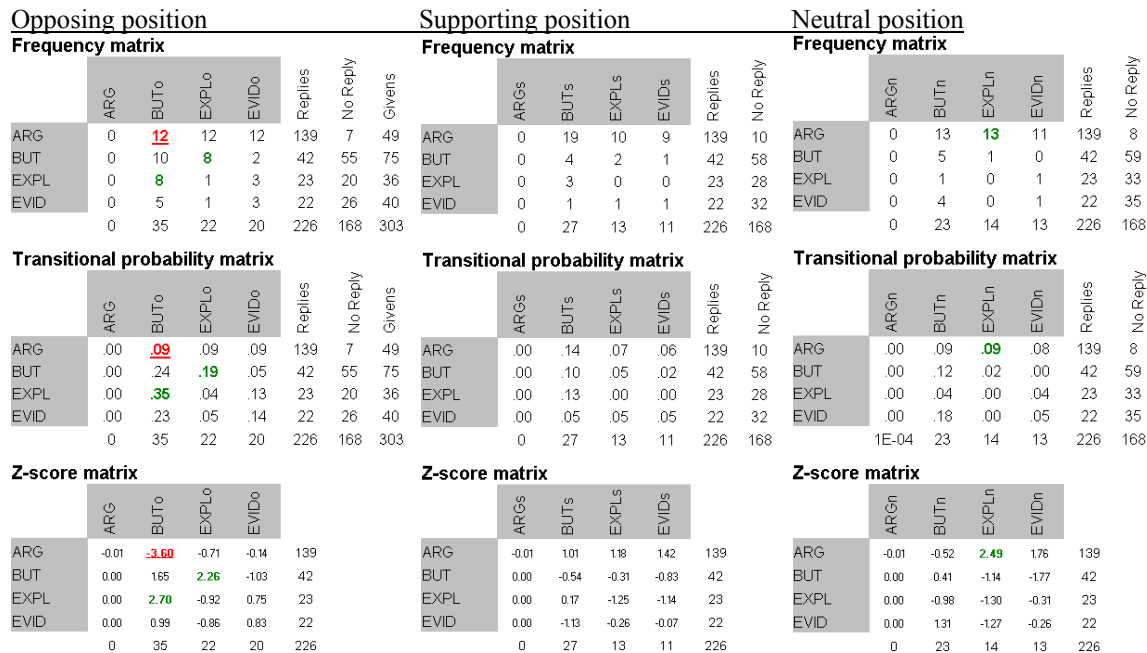 Opposing position Supporting position Neutral position
Frequency matrix Frequency matrix Frequency matrix
ARG BUTo EXPLo EVIDo Replies No Reply Givens ARGs BUTs EXPLs EVIDs Replies No Reply ARGn BUTn EXPLn EVIDn Replies No Reply
ARG 0 12 12 12 139 7 49 ARG 0 19 10 9 139 10 ARG 0 13 13 11 139 8
BUT 0 10 8 2 42 55 75 BUT 0 4 2 1 42 58 BUT 0 5 1 0 42 59
EXPL 0 8 1 3 23 20 36 EXPL 0 3 0 0 23 28 EXPL 0 1 0 1 23 33
EVID 0 5 1 3 22 26 40 EVID 0 1 1 1 22 32 EVID 0 4 0 1 22 35
0 35 22 20 226 168 303 0 27 13 11 226 168 0 23 14 13 226 168
Transitional probability matrix Transitional probability matrix Transitional probability matrix
ARG BUTo EXPLo EVIDo Replies No Reply Givens ARGs BUTs EXPLs EVIDs Replies No Reply ARGn BUTn EXPLn EVIDn Replies No Reply
ARG .00 .09 .09 .09 139 7 49 ARG .00 .14 .07 .06 139 10 ARG .00 .09 .09 .08 139 8
BUT .00 .24 .19 .05 42 55 75 BUT .00 .10 .05 .02 42 58 BUT .00 .12 .02 .00 42 59
EXPL .00 .35 .04 .13 23 20 36 EXPL .00 .13 .00 .00 23 28 EXPL .00 .04 .00 .04 23 33
EVID .00 .23 .05 .14 22 26 40 EVID .00 .05 .05 .05 22 32 EVID .00 .18 .00 .05 22 35
0 35 22 20 226 168 303 0 27 13 11 226 168 1E-04 23 14 13 226 168
Z-score matrix Z-score matrix Z-score matrix
ARG BUTo EXPLo EVIDo ARGs BUTs EXPLs EVIDs ARGn BUTn EXPLn EVIDn
ARG -0.01 -3.60 -0.71 -0.14 139 ARG -0.01 1.01 1.18 1.42 139 ARG -0.01 -0.52 2.49 1.76 139
BUT 0.00 1.65 2.26 -1.03 42 BUT 0.00 -0.54 -0.31 -0.83 42 BUT 0.00 0.41 -1.14 -1.77 42
EXPL 0.00 2.70 -0.92 0.75 23 EXPL 0.00 0.17 -1.25 -1.14 23 EXPL 0.00 -0.98 -1.30 -0.31 23
EVID 0.00 0.99 -0.86 0.83 22 EVID 0.00 -1.13 -0.26 -0.07 22 EVID 0.00 1.31 -1.27 -0.26 22
0 35 22 20 226 0 27 13 11 226 0 23 14 13 226